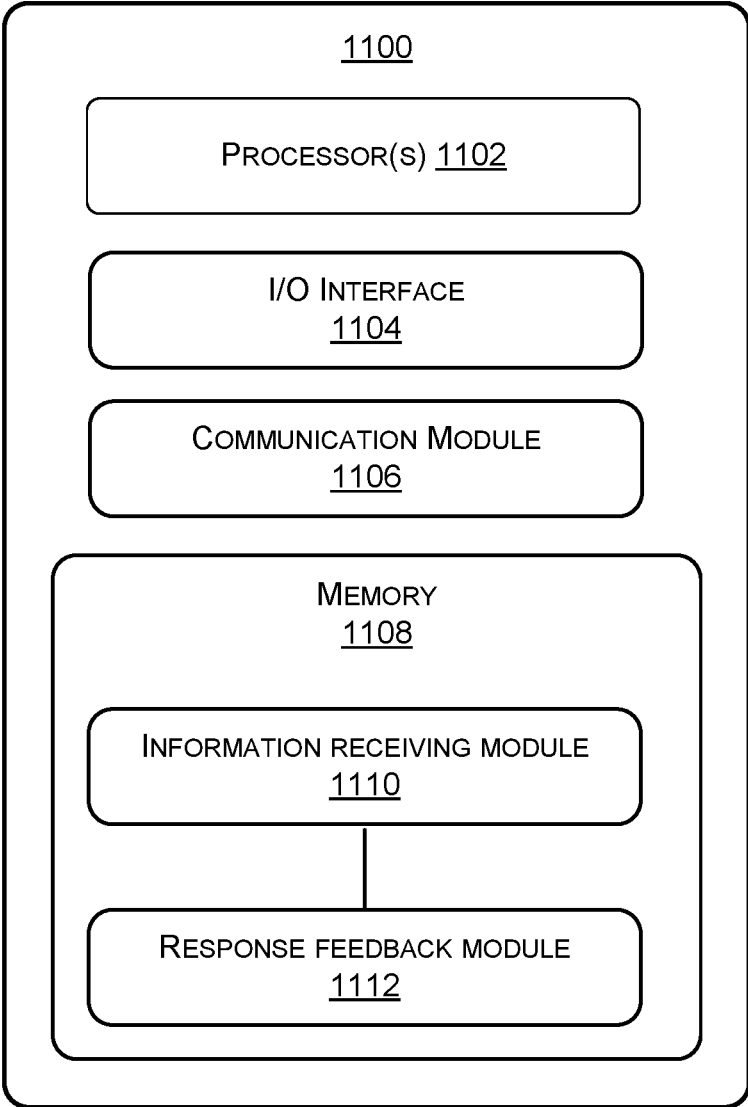 1100
PROCESSOR(S) 1102
I/O INTERFACE
1104
COMMUNICATION MODULE
1106
MEMORY
1108
INFORMATION RECEIVING MODULE
1110
RESPONSE FEEDBACK MODULE
1112